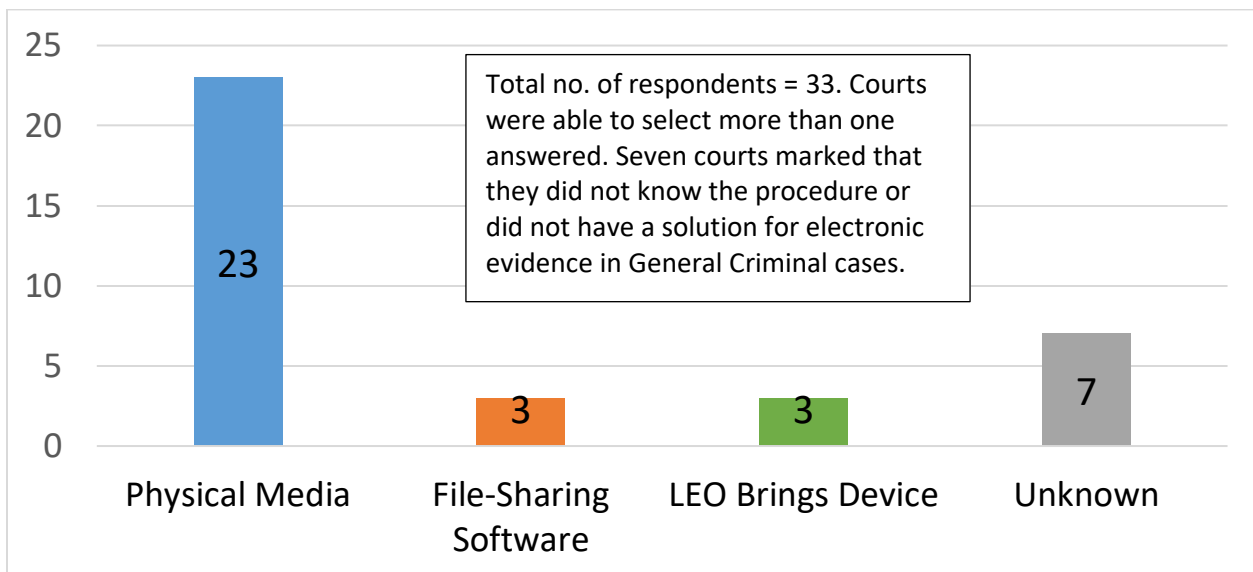 25
20
15
10
5
0
Total no. of respondents = 33. Courts
were able to select more than one
answered. Seven courts marked that
they did not know the procedure or
did not have a solution for electronic
evidence in General Criminal cases.
23
3
3
7
Physical Media
File-Sharing
Software
LEO Brings Device
Unknown